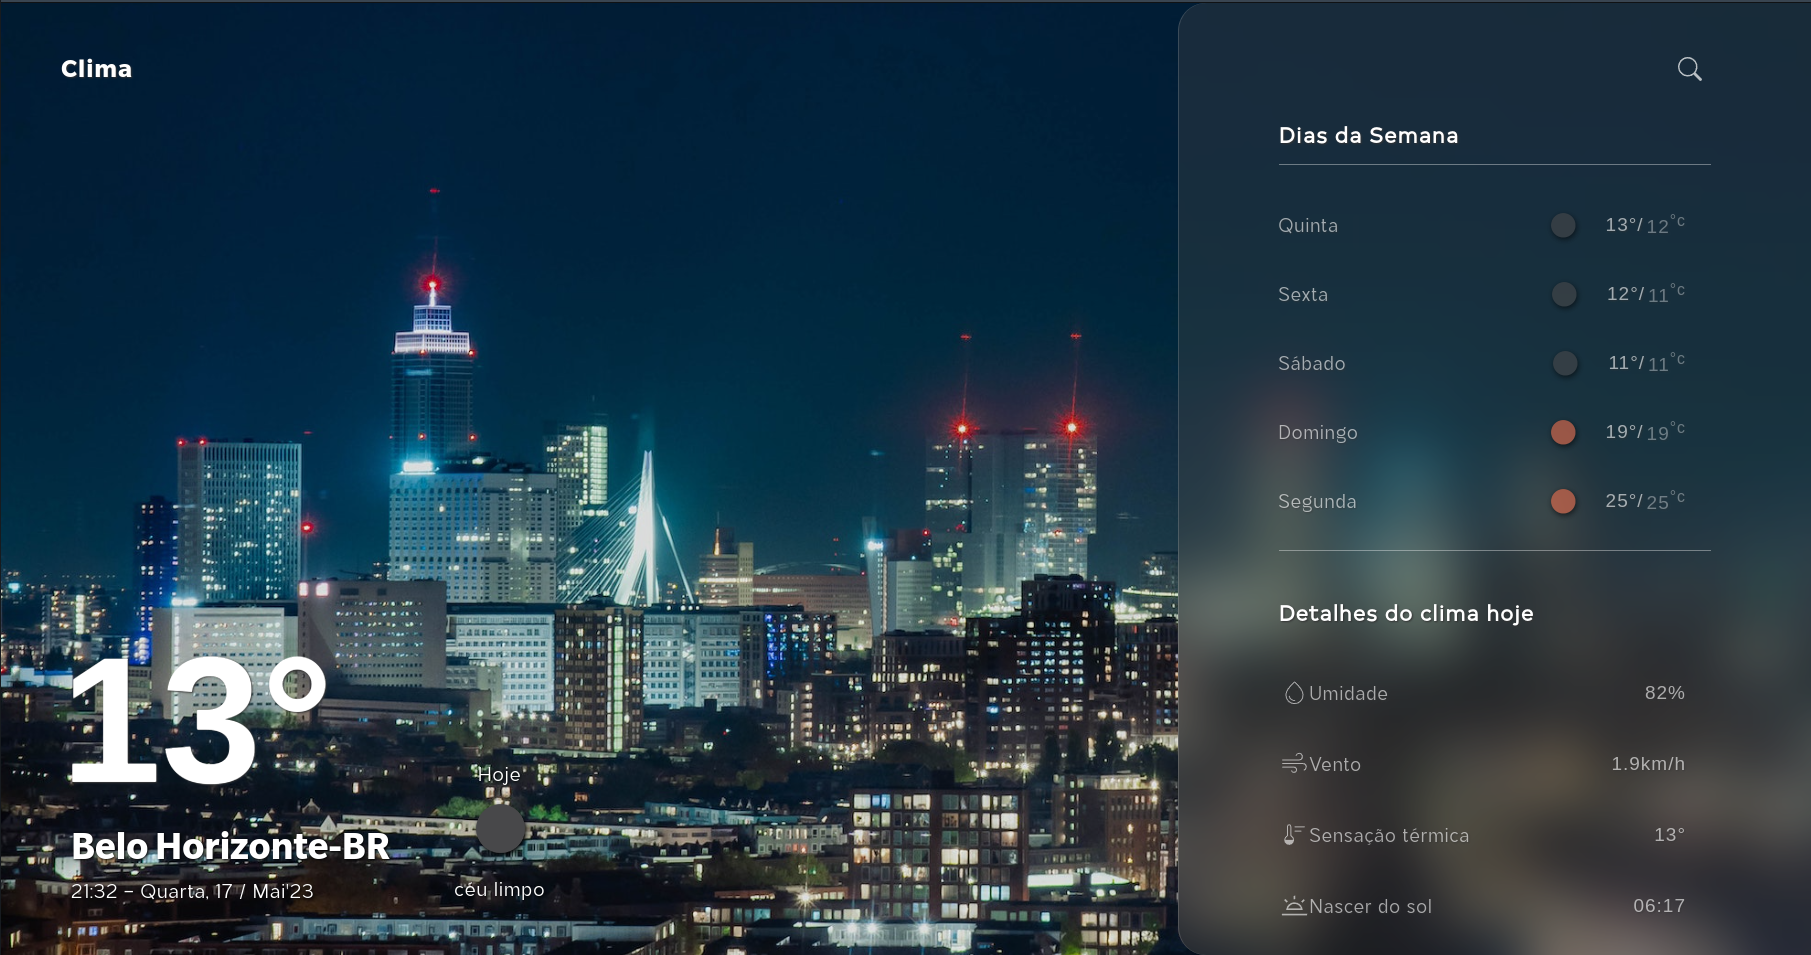 Clima
13°
Belo Horizonte-BR
21:32 - Quarta, 17 / Mai'23
Hoje
céu limpo
Dias da Semana
Quinta 13°/ 12°c
Sexta 12°/ 11°c
Sábado 11°/ 11°c
Domingo 19°/ 19°c
Segunda 25°/ 25°c
Detalhes do clima hoje
Umidade 82%
Vento 1.9km/h
Sensação térmica 13°
Nascer do sol 06:17